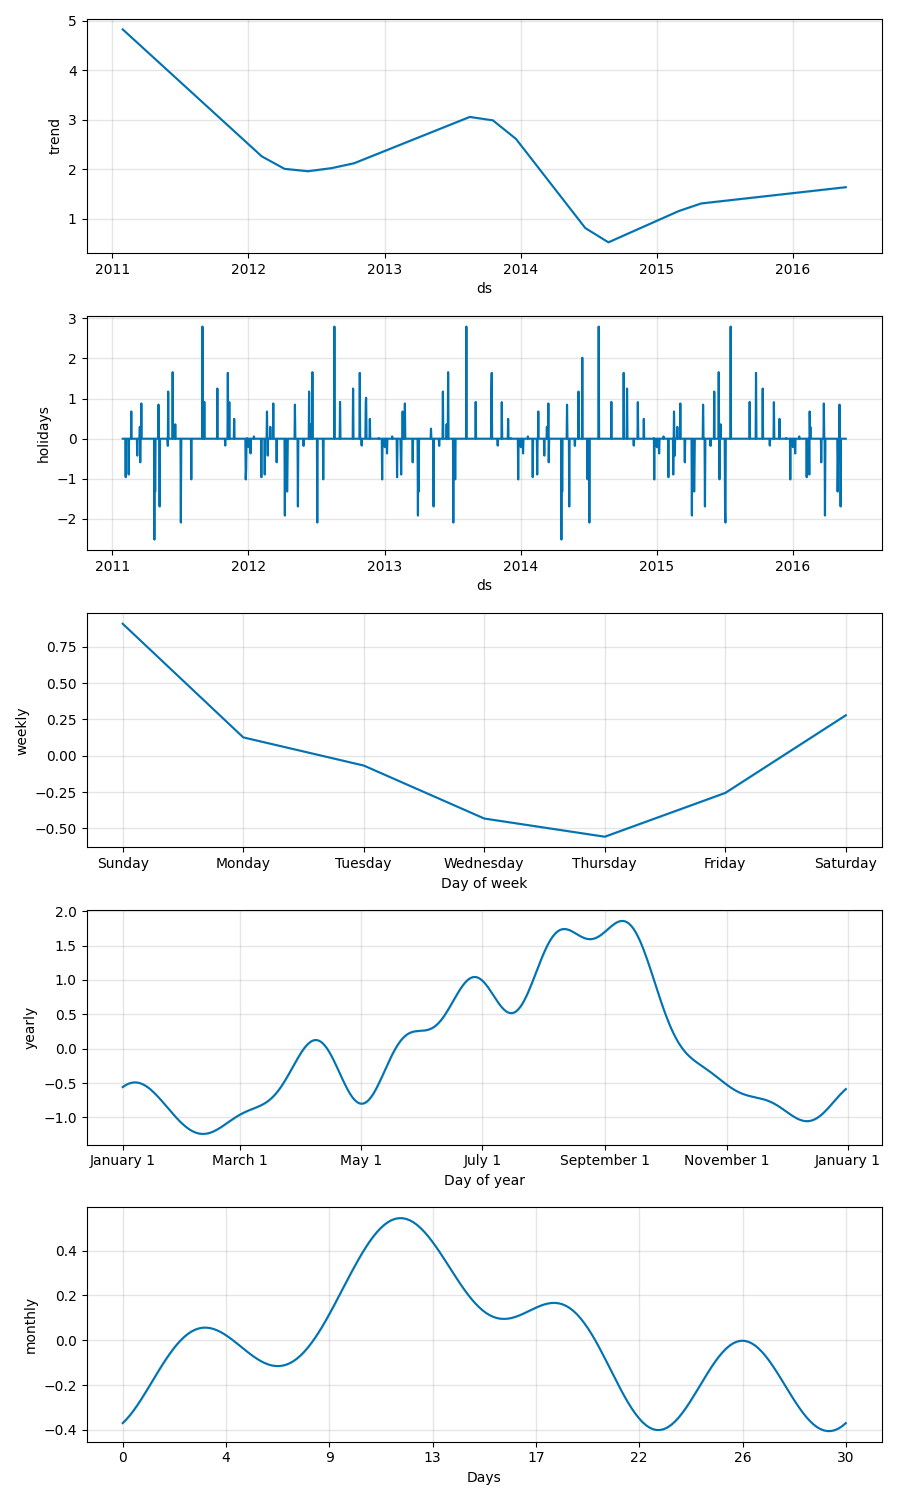 5
4
3
2
1
trend
2011 2012 2013 2014 2015 2016
ds
3
2
1
0
−1
−2
holidays
2011 2012 2013 2014 2015 2016
ds
0.75
0.50
0.25
0.00
−0.25
−0.50
weekly
Sunday Monday Tuesday Wednesday Thursday Friday Saturday
Day of week
2.0
1.5
1.0
0.5
0.0
−0.5
−1.0
yearly
January 1 March 1 May 1 July 1 September 1 November 1 January 1
Day of year
0.4
0.2
0.0
−0.2
−0.4
monthly
0 4 9 13 17 22 26 30
Days